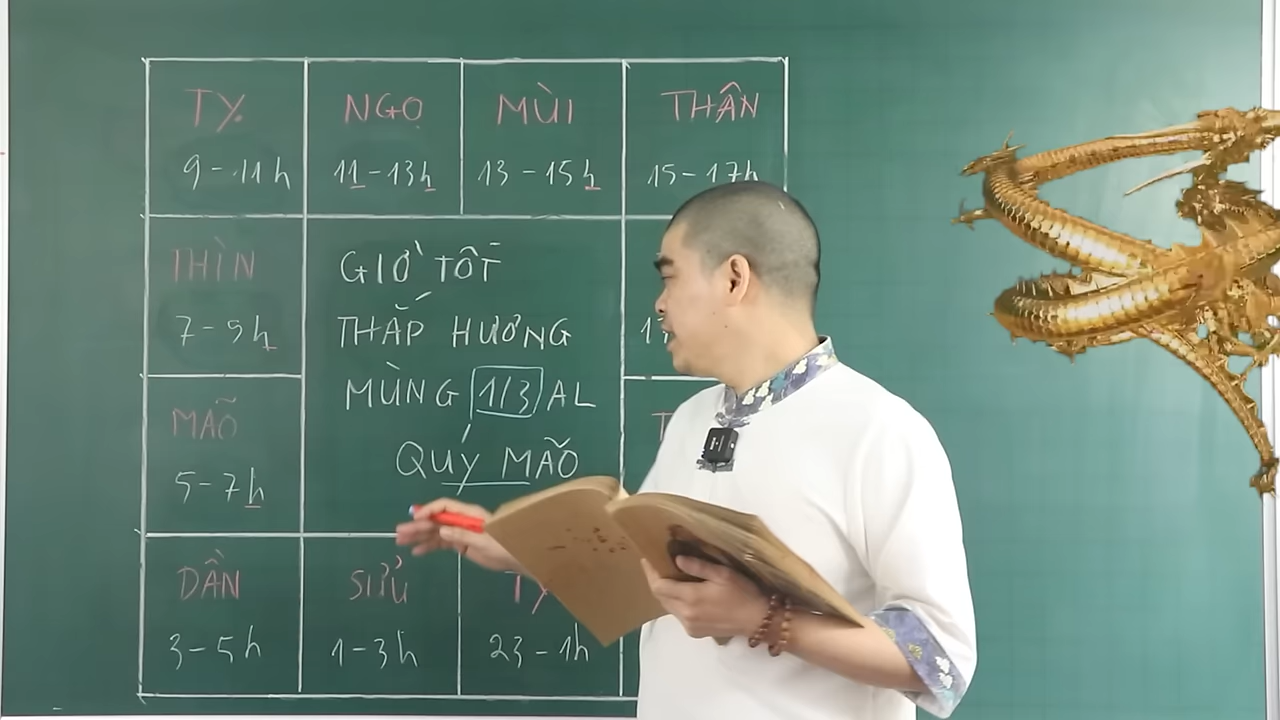 TỴ
NGỌ
MÙI
THÂN
9-11h
11-13h
13-15h
15-17h
THÌN
7-9h
GIỜ TỐT
THẮP HƯƠNG
MÙNG 1/3 AL
QUÝ MÃO
MÃO
5-7h
DẦN
SỬU
TÝ
3-5h
1-3h
23-1h